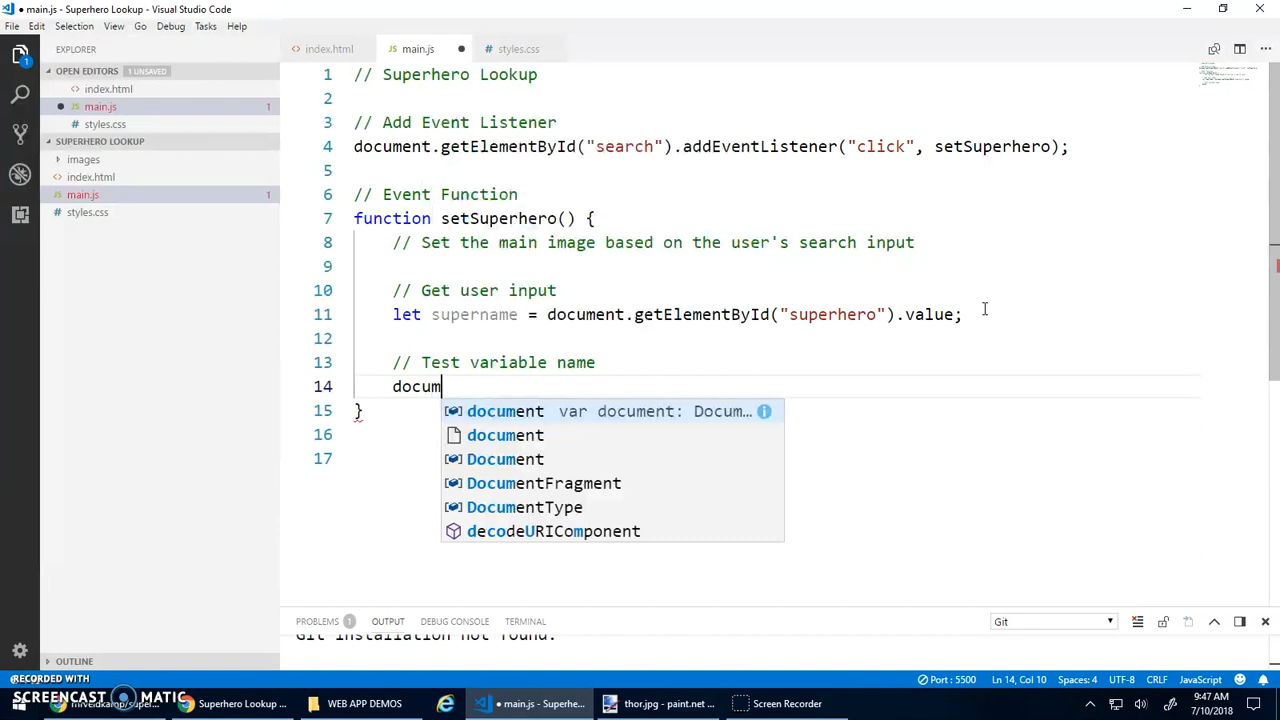 ● main.js - Superhero Lookup - Visual Studio Code
File Edit Selection View Go Debug Tasks Help
EXPLORER
index.html
JS main.js ●
styles.css
OPEN EDITORS 1 UNSAVED
index.html
● JS main.js 1
styles.css
SUPERHERO LOOKUP
images
index.html
JS main.js 1
styles.css
1 // Superhero Lookup
2
3 // Add Event Listener
4 document.getElementById("search").addEventListener("click", setSuperhero);
5
6 // Event Function
7 function setSuperhero() {
8 // Set the main image based on the user's search input
9
10 // Get user input
11 let supername = document.getElementById("superhero").value;
12
13 // Test variable name
14 docum
15 }
16
17
document var document: Docum…
document
Document
DocumentFragment
DocumentType
decodeURIComponent
PROBLEMS 1 OUTPUT DEBUG CONSOLE TERMINAL
Git
Git installation not found.
OUTLINE
Port : 5500 Ln 14, Col 10 Spaces: 4 UTF-8 CRLF JavaScript
RECORDED WITH
SCREENCAST MATIC
Superhero Lookup ...
WEB APP DEMOS
● main.js - Superhe...
thor.jpg - paint.net ...
Screen Recorder
9:47 AM
7/10/2018